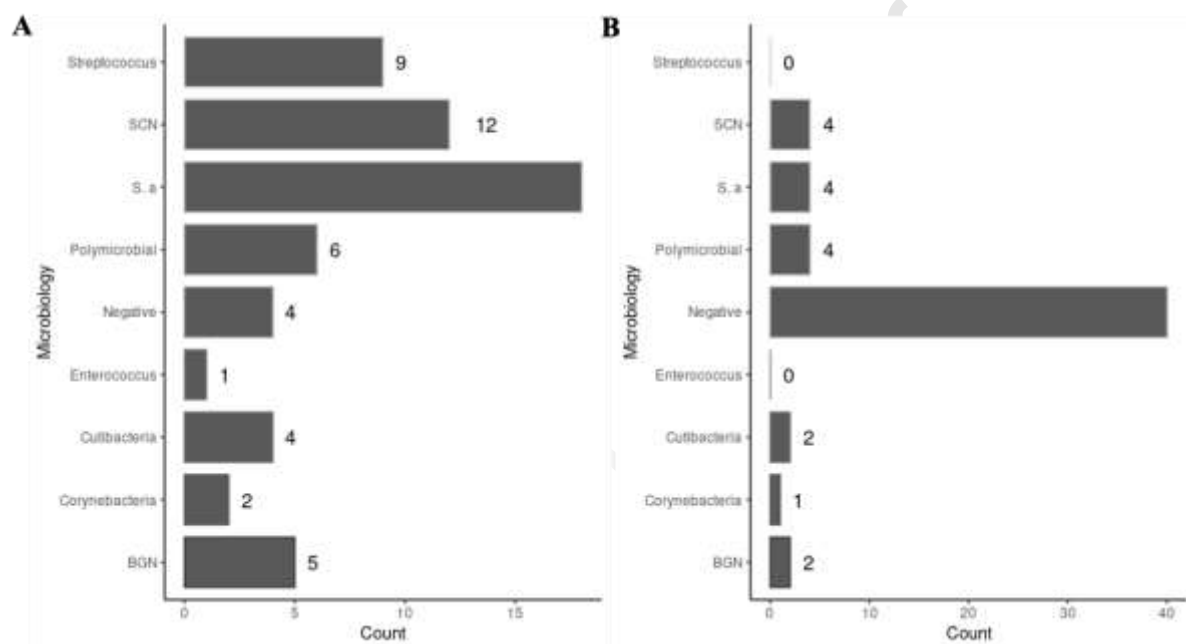 A
Microbiology
Streptococcus 9
SCN 12
S. a
Polymicrobial 6
Negative 4
Enterococcus 1
Cutibacteria 4
Corynebacteria 2
BGN 5
0 5 10 15
Count
B
Microbiology
Streptococcus 0
SCN 4
S. a 4
Polymicrobial 4
Negative
Enterococcus 0
Cutibacteria 2
Corynebacteria 1
BGN 2
0 10 20 30 40
Count